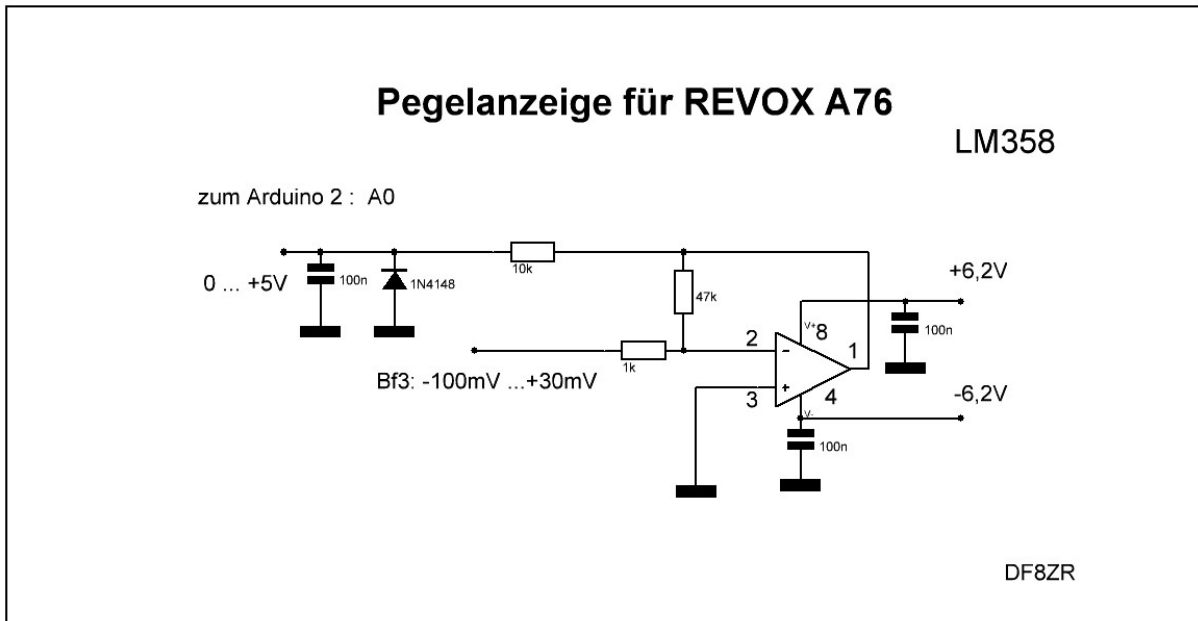 Pegelanzeige für REVOX A76
LM358
zum Arduino 2 : A0
10k
0 ... +5V
100n
1N4148
47k
+6,2V
V+
8
100n
2
1
1k
Bf3: -100mV ...+30mV
3
4
-6,2V
V-
100n
DF8ZR